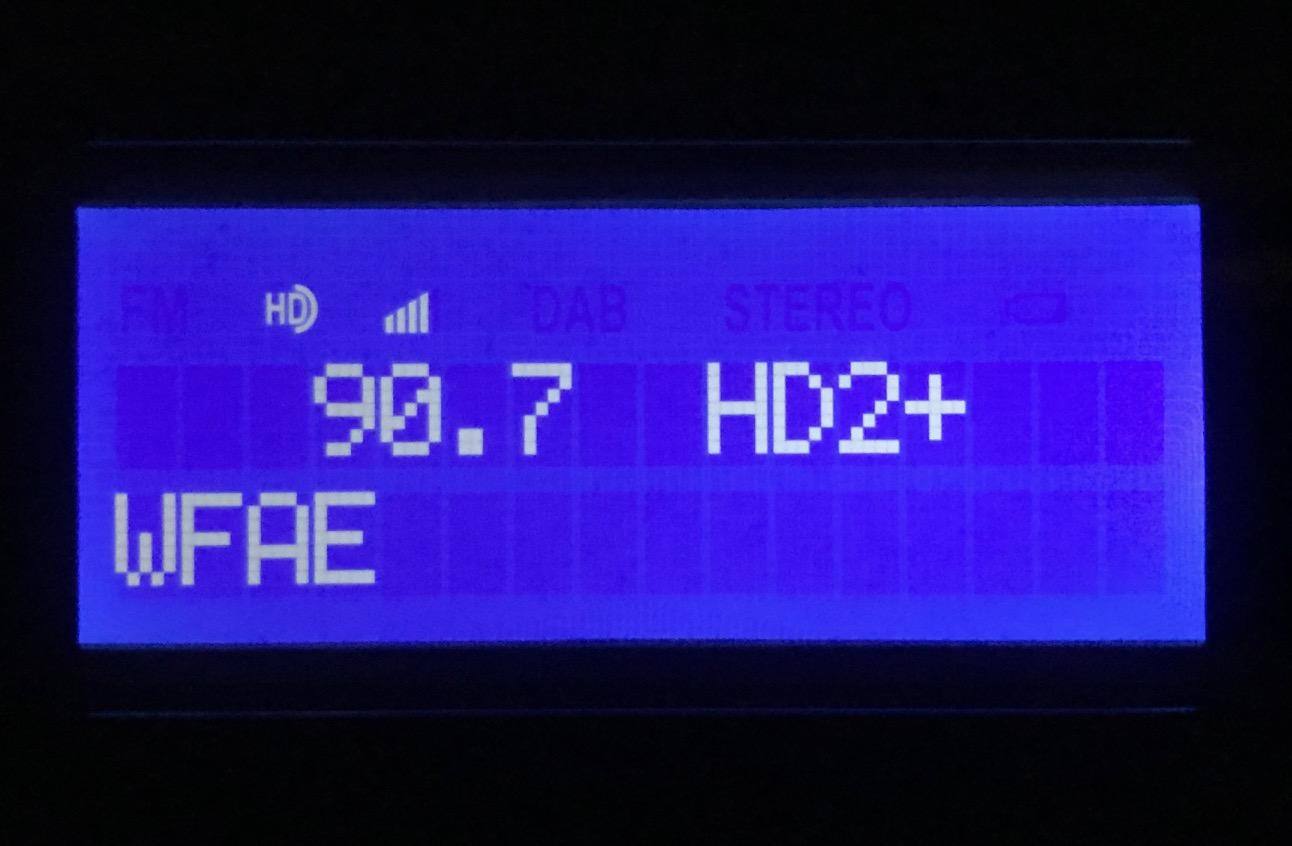 FM HD DAB STEREO
90.7 HD2+
WFAE